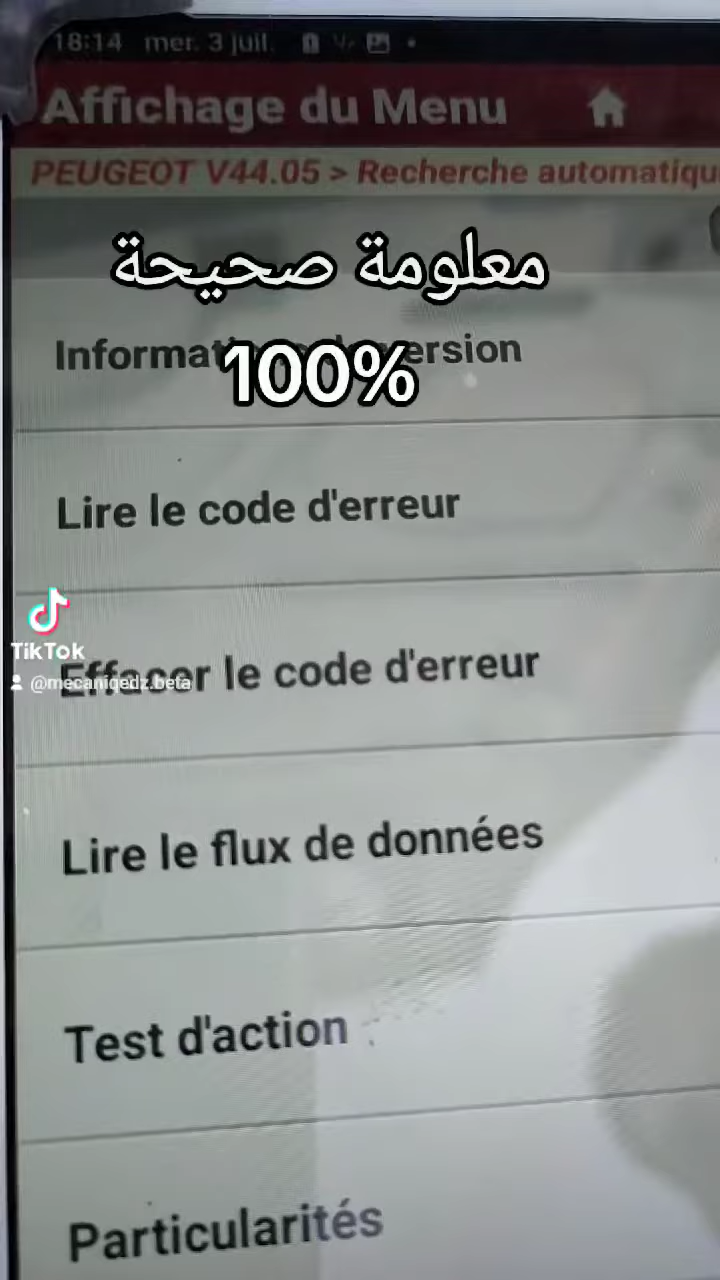 18:14 mer. 3 juil.
Affichage du Menu
PEUGEOT V44.05 > Recherche automatiqu
معلومة صحيحة
100%
Lire le code d'erreur
TikTok
@mecaniqedz.beta
Effacer le code d'erreur
Lire le flux de données
Test d'action
Particularités